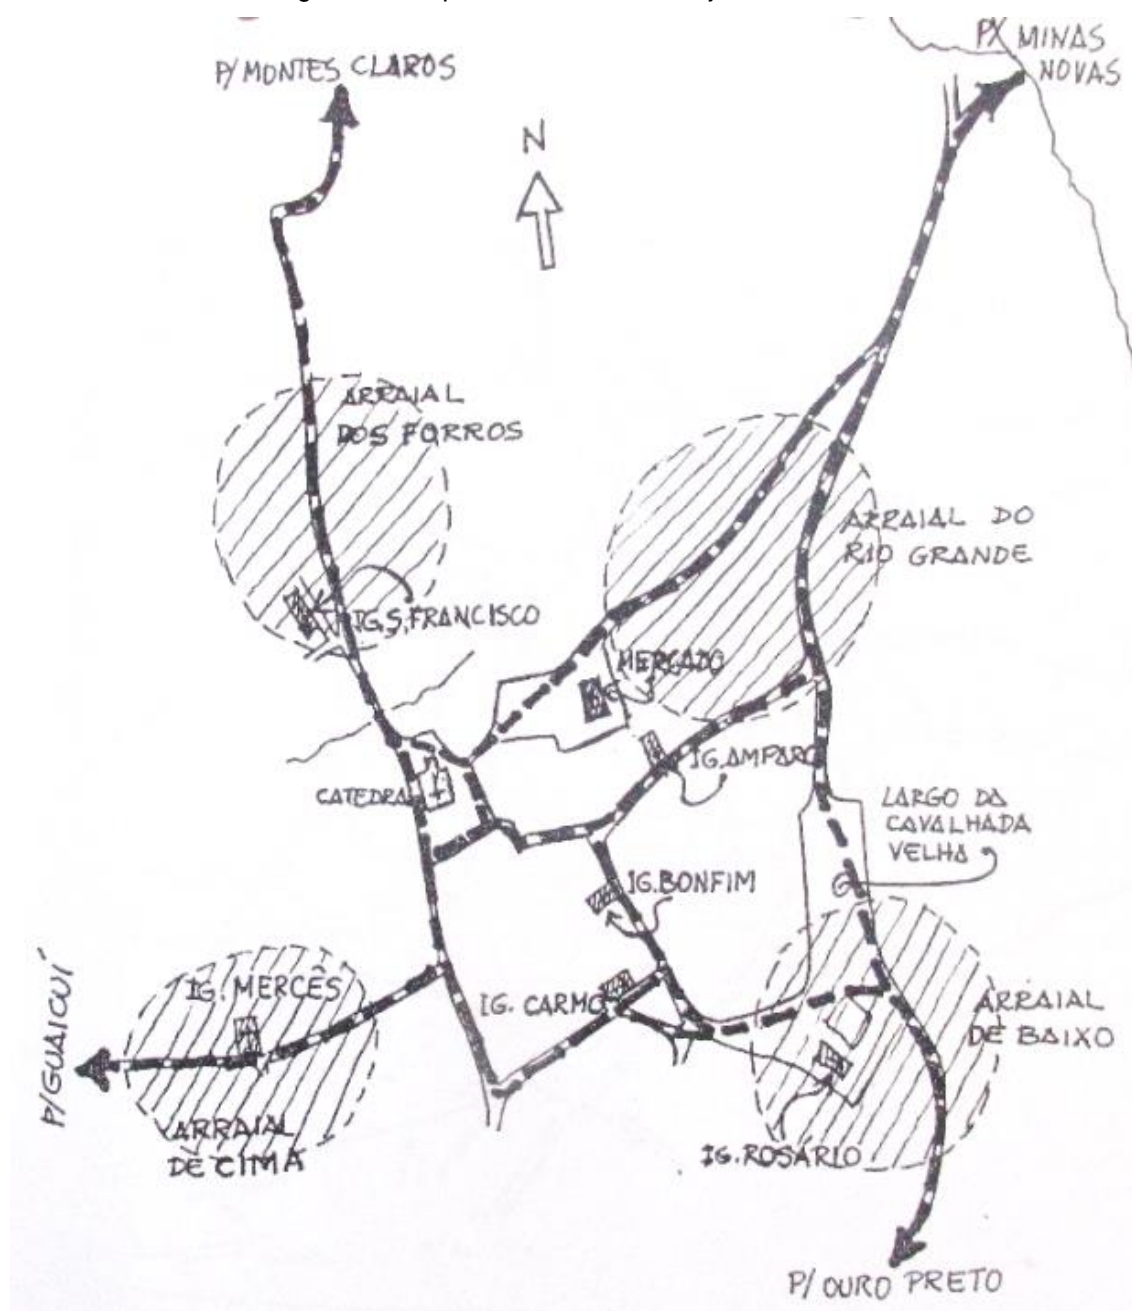 P/MONTES CLAROS
P/ MINAS
NOVAS
N
ARRAIAL
DOS FORROS
ARRAIAL DO
RIO GRANDE
IG.S.FRANCISCO
MERCADO
IG.AMPARO
CATEDRAL
LARGO DA
CAVALHADA
VELHA
IG.BONFIM
IG. MERCÊS
IG. CARMO
ARRAIAL
DE BAIXO
P/GUAICUÍ
ARRAIAL
DE CIMA
IG.ROSÁRIO
P/ OURO PRETO